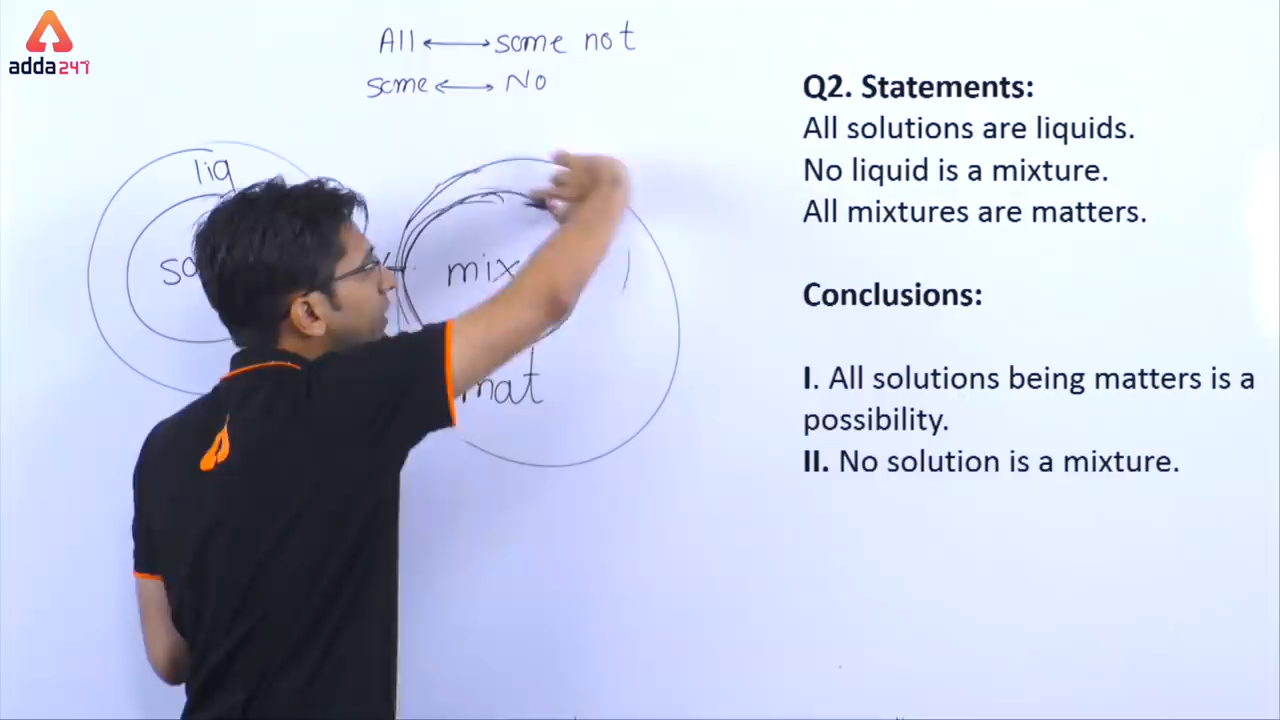 adda247
All ⟷ some not
some ⟷ No
liq
mix
mat
Q2. Statements:
All solutions are liquids.
No liquid is a mixture.
All mixtures are matters.
Conclusions:
I. All solutions being matters is a
possibility.
II. No solution is a mixture.